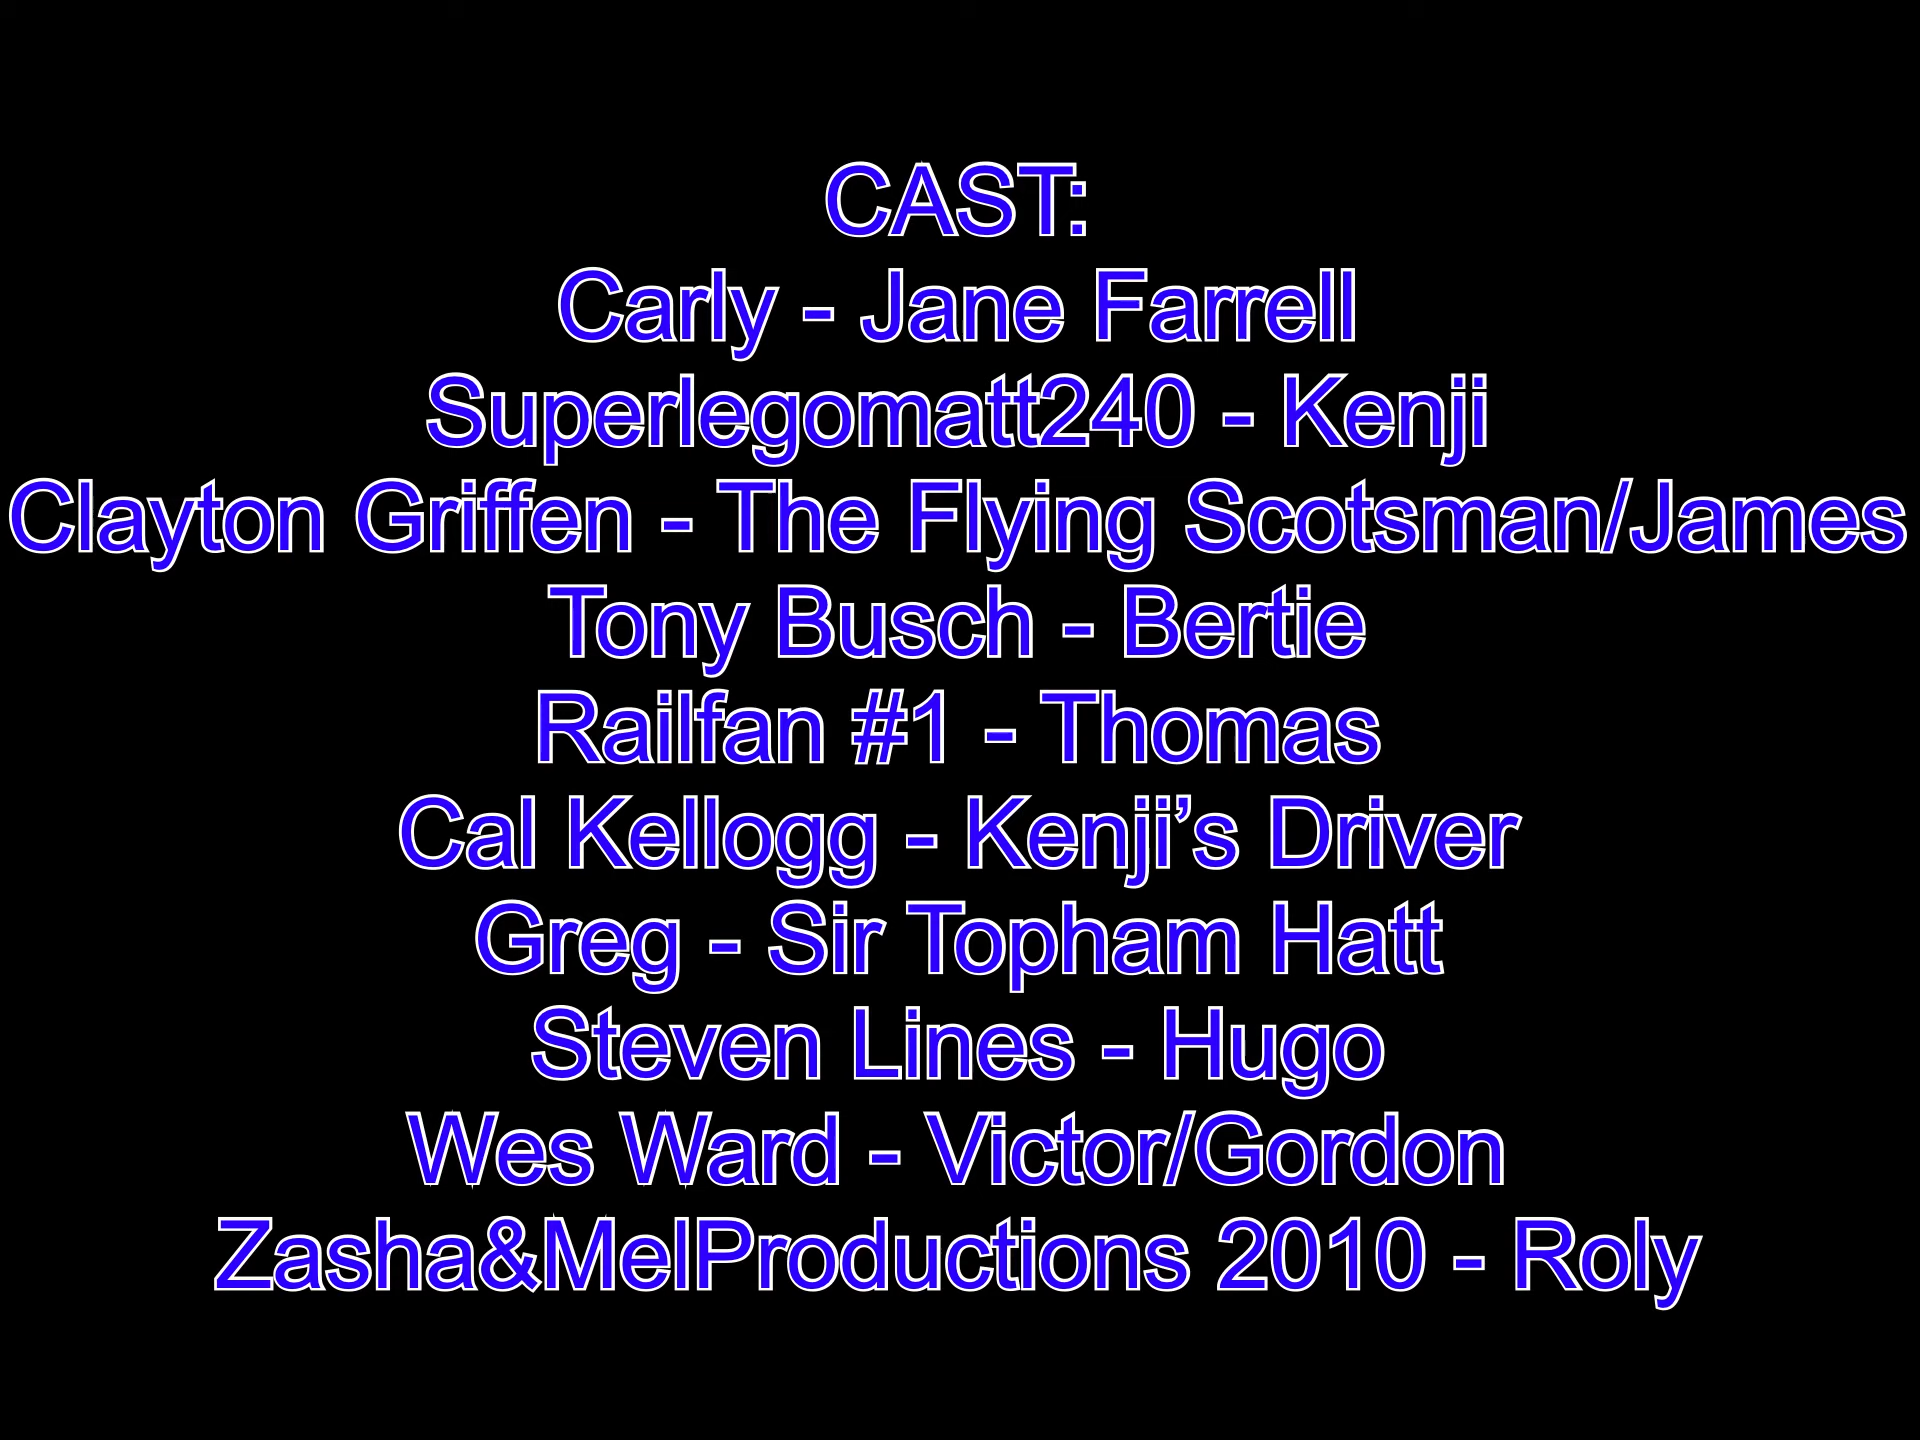 CAST:
Carly - Jane Farrell
Superlegomatt240 - Kenji
Clayton Griffen - The Flying Scotsman/James
Tony Busch - Bertie
Railfan #1 - Thomas
Cal Kellogg - Kenji’s Driver
Greg - Sir Topham Hatt
Steven Lines - Hugo
Wes Ward - Victor/Gordon
Zasha&MelProductions 2010 - Roly